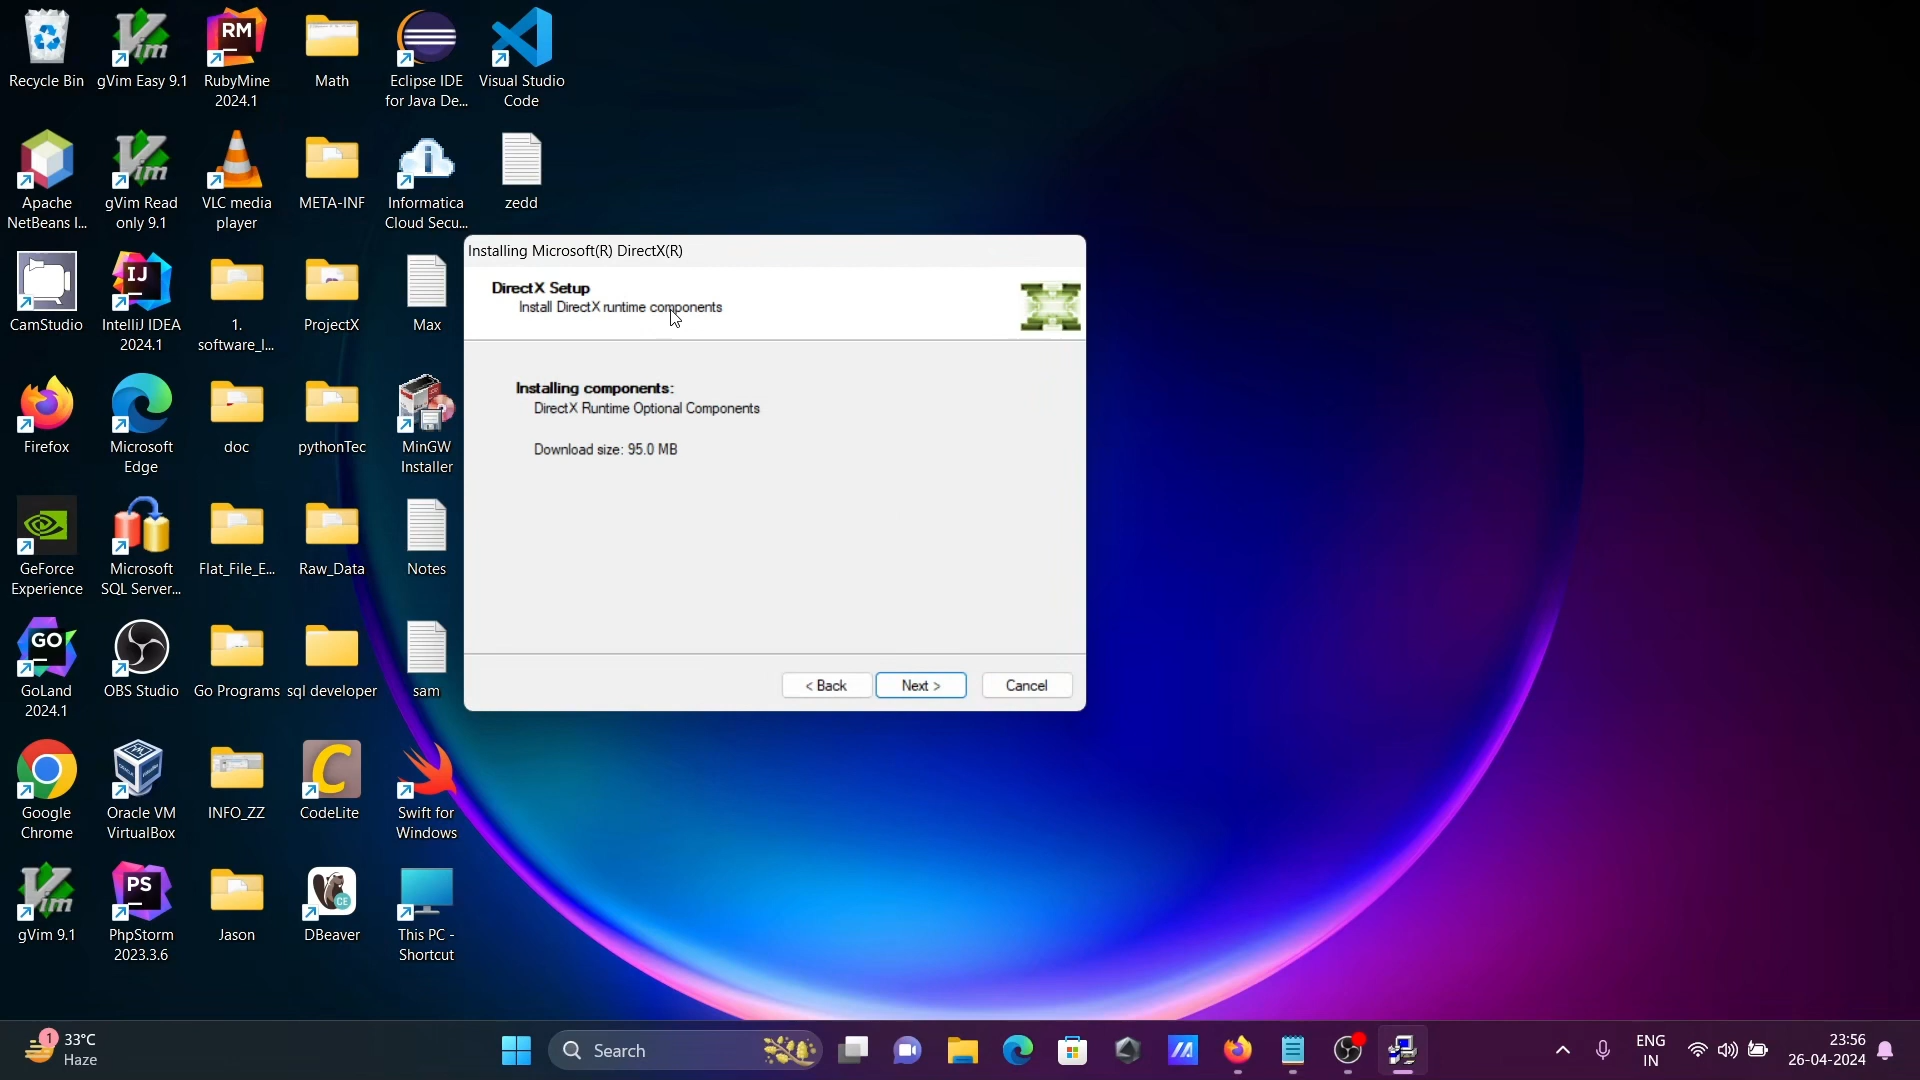 Recycle Bin
gVim Easy 9.1
RM
RubyMine
2024.1
Math
Eclipse IDE
for Java De...
Visual Studio
Code
Apache
NetBeans I...
gVim Read
only 9.1
VLC media
player
META-INF
Informatica
Cloud Secu...
zedd
CamStudio
IJ
IntelliJ IDEA
2024.1
1.
software_I...
ProjectX
Max
Firefox
Microsoft
Edge
doc
pythonTec
MinGW
Installer
GeForce
Experience
Microsoft
SQL Server...
Flat_File_E...
Raw_Data
Notes
GO
GoLand
2024.1
OBS Studio
Go Programs
sql developer
sam
Google
Chrome
Oracle VM
VirtualBox
INFO_ZZ
CodeLite
Swift for
Windows
gVim 9.1
PS
PhpStorm
2023.3.6
Jason
CE
DBeaver
This PC -
Shortcut
Installing Microsoft(R) DirectX(R)
DirectX Setup
Install DirectX runtime components
Installing components:
DirectX Runtime Optional Components
Download size: 95.0 MB
< Back
Next >
Cancel
1
33°C
Haze
Search
ENG
IN
23:56
26-04-2024